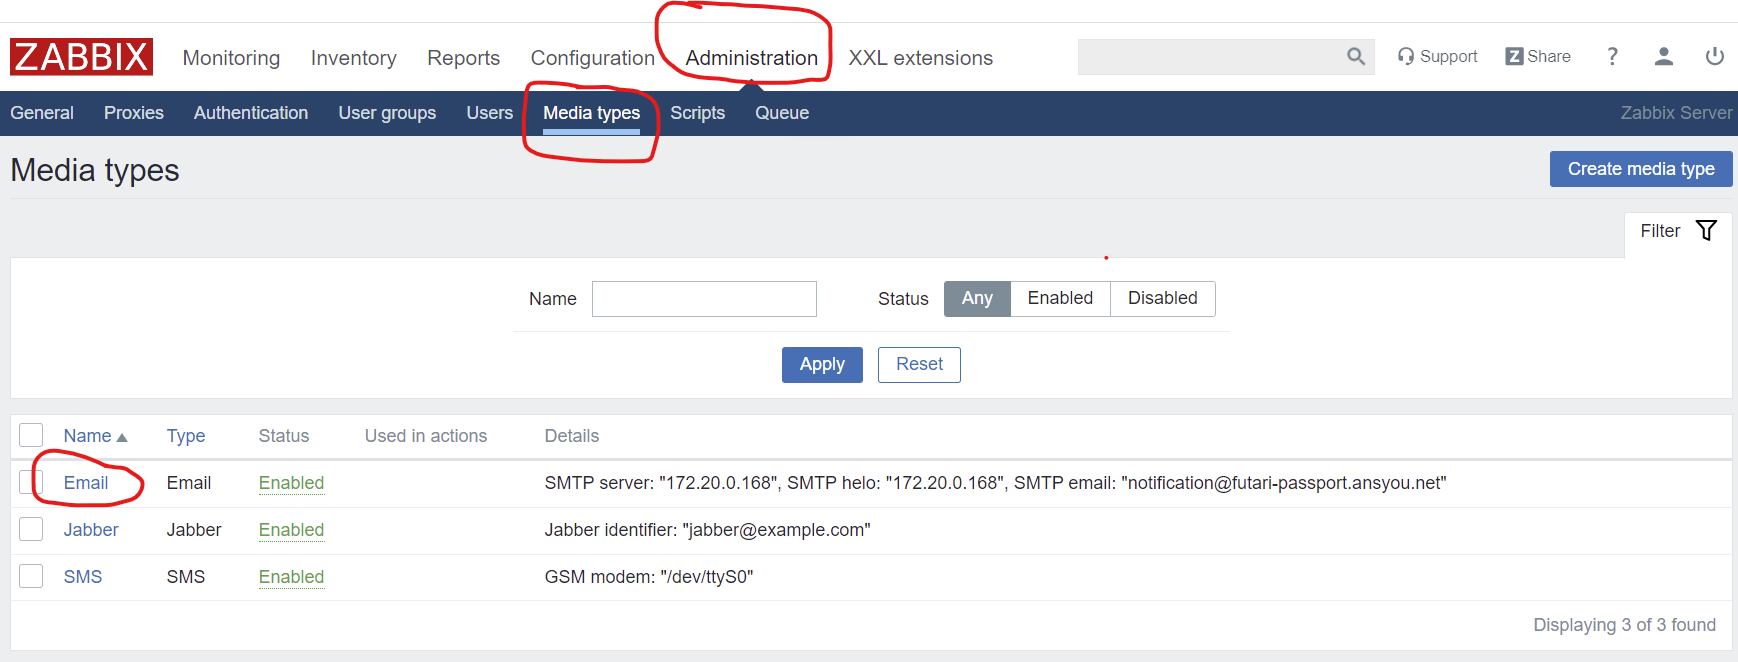 ZABBIX Monitoring Inventory Reports Configuration Administration XXL extensions Support Z Share ?
General Proxies Authentication User groups Users Media types Scripts Queue Zabbix Server
Media types Create media type
Filter
Name Status Any Enabled Disabled
Apply Reset
Name Type Status Used in actions Details
Email Email Enabled SMTP server: "172.20.0.168", SMTP helo: "172.20.0.168", SMTP email: "notification@futari-passport.ansyou.net"
Jabber Jabber Enabled Jabber identifier: "jabber@example.com"
SMS SMS Enabled GSM modem: "/dev/ttyS0"
Displaying 3 of 3 found